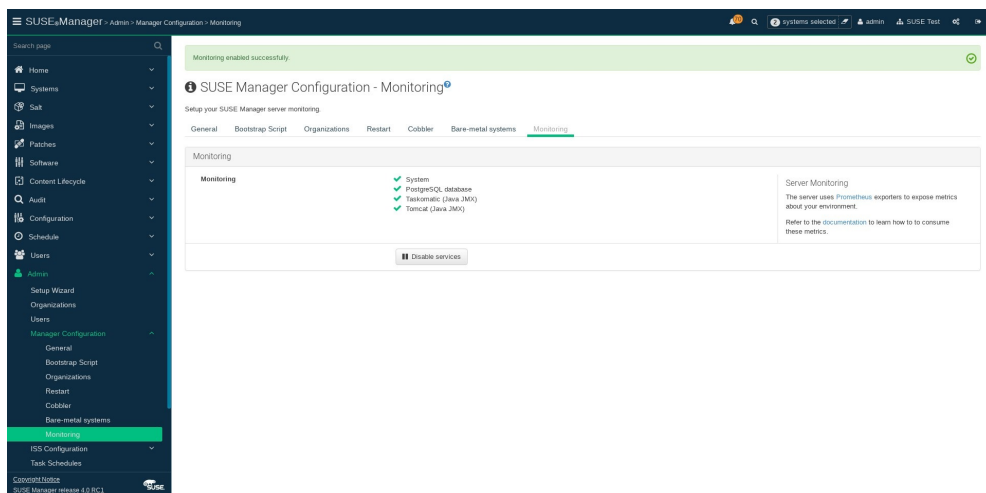 SUSE Manager > Admin > Manager Configuration > Monitoring
70
2 systems selected
admin
SUSE Test
Search page
Home
Systems
Salt
Images
Patches
Software
Content Lifecycle
Audit
Configuration
Schedule
Users
Admin
Setup Wizard
Organizations
Users
Manager Configuration
General
Bootstrap Script
Organizations
Restart
Cobbler
Bare-metal systems
Monitoring
ISS Configuration
Task Schedules
Copyright Notice
SUSE Manager release 4.0 RC1
SUSE
Monitoring enabled successfully.
SUSE Manager Configuration - Monitoring
Setup your SUSE Manager server monitoring.
General Bootstrap Script Organizations Restart Cobbler Bare-metal systems Monitoring
Monitoring
Monitoring
System
PostgreSQL database
Taskomatic (Java JMX)
Tomcat (Java JMX)
Disable services
Server Monitoring
The server uses Prometheus exporters to expose metrics
about your environment.
Refer to the documentation to learn how to to consume
these metrics.